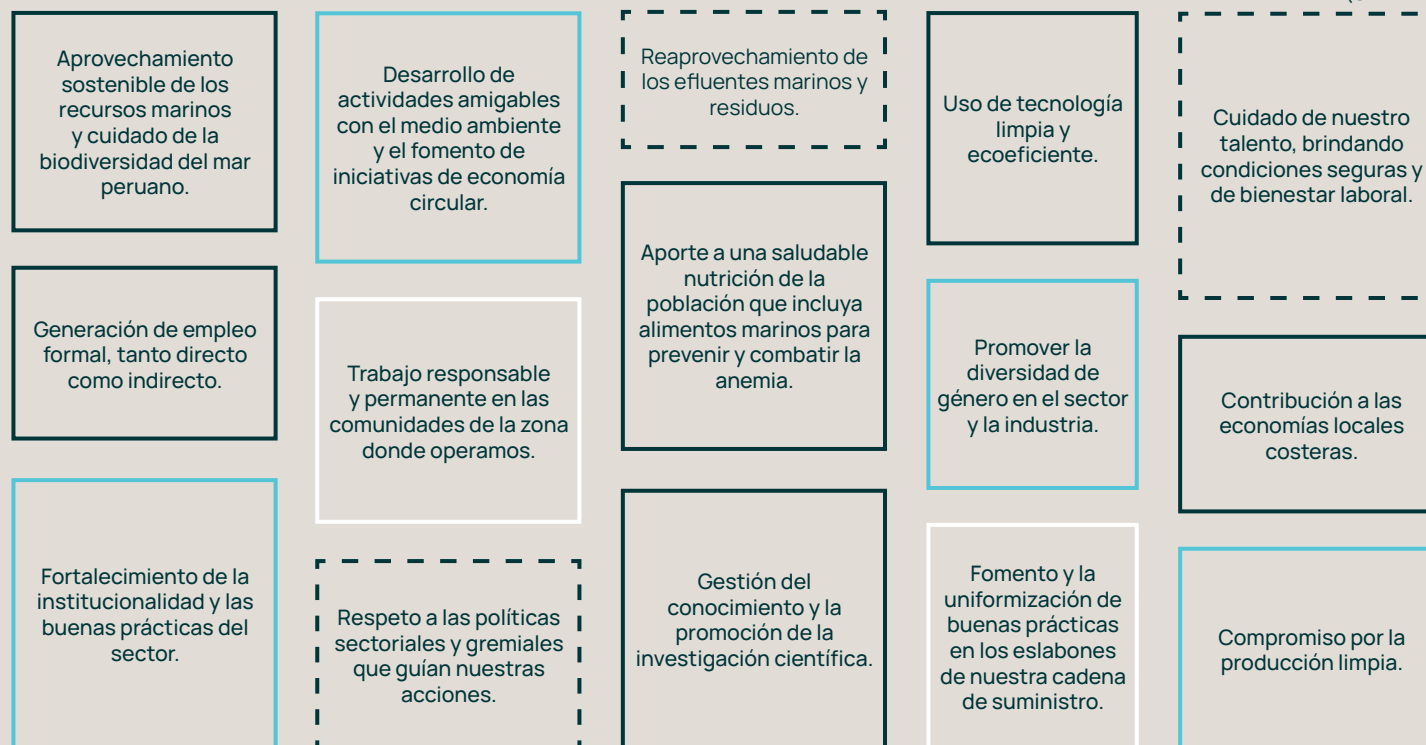 Aprovechamiento
sostenible de los
recursos marinos
y cuidado de la
biodiversidad del mar
peruano.
Generación de empleo
formal, tanto directo
como indirecto.
Fortalecimiento de la
institucionalidad y las
buenas prácticas del
sector.
Desarrollo de
actividades amigables
con el medio ambiente
y el fomento de
iniciativas de economía
circular.
Trabajo responsable
y permanente en las
comunidades de la zona
donde operamos.
Respeto a las políticas
sectoriales y gremiales
que guían nuestras
acciones.
Reaprovechamiento de
los efluentes marinos y
residuos.
Aporte a una saludable
nutrición de la
población que incluya
alimentos marinos para
prevenir y combatir la
anemia.
Gestión del
conocimiento y la
promoción de la
investigación científica.
Uso de tecnología
limpia y
ecoeficiente.
Promover la
diversidad de
género en el sector
y la industria.
Fomento y la
uniformización de
buenas prácticas
en los eslabones
de nuestra cadena
de suministro.
Cuidado de nuestro
talento, brindando
condiciones seguras y
de bienestar laboral.
Contribución a las
economías locales
costeras.
Compromiso por la
producción limpia.